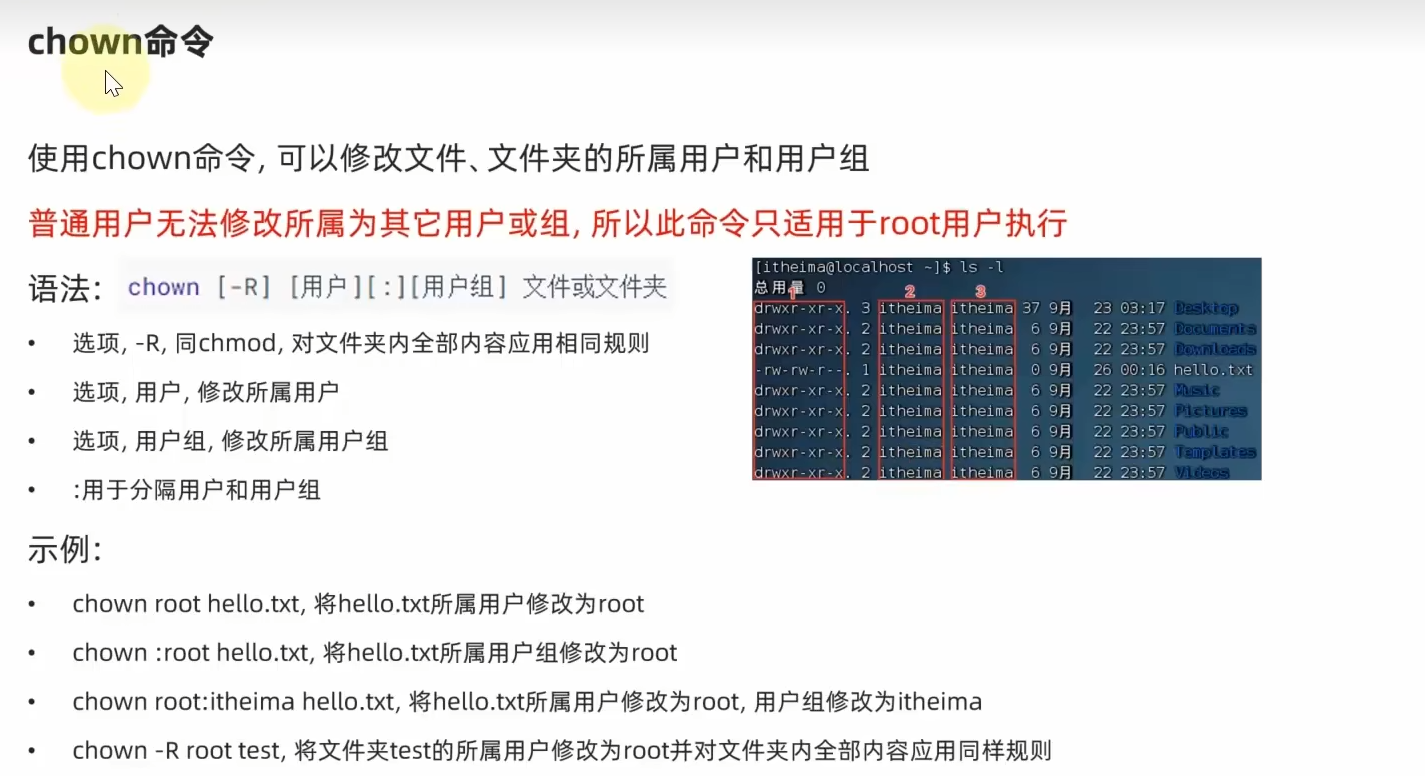 chown命令
使用chown命令, 可以修改文件、文件夹的所属用户和用户组
普通用户无法修改所属为其它用户或组, 所以此命令只适用于root用户执行
语法: chown [-R] [用户][:][用户组] 文件或文件夹
• 选项, -R, 同chmod, 对文件夹内全部内容应用相同规则
• 选项, 用户, 修改所属用户
• 选项, 用户组, 修改所属用户组
• :用于分隔用户和用户组
[itheima@localhost ~]$ ls -l
总用量 0
1 2 3
drwxr-xr-x. 3 itheima itheima 37 9月 23 03:17 Desktop
drwxr-xr-x. 2 itheima itheima 6 9月 22 23:57 Documents
drwxr-xr-x. 2 itheima itheima 6 9月 22 23:57 Downloads
-rw-rw-r--. 1 itheima itheima 0 9月 26 00:16 hello.txt
drwxr-xr-x. 2 itheima itheima 6 9月 22 23:57 Music
drwxr-xr-x. 2 itheima itheima 6 9月 22 23:57 Pictures
drwxr-xr-x. 2 itheima itheima 6 9月 22 23:57 Public
drwxr-xr-x. 2 itheima itheima 6 9月 22 23:57 Templates
drwxr-xr-x. 2 itheima itheima 6 9月 22 23:57 Videos
示例:
• chown root hello.txt, 将hello.txt所属用户修改为root
• chown :root hello.txt, 将hello.txt所属用户组修改为root
• chown root:itheima hello.txt, 将hello.txt所属用户修改为root, 用户组修改为itheima
• chown -R root test, 将文件夹test的所属用户修改为root并对文件夹内全部内容应用同样规则